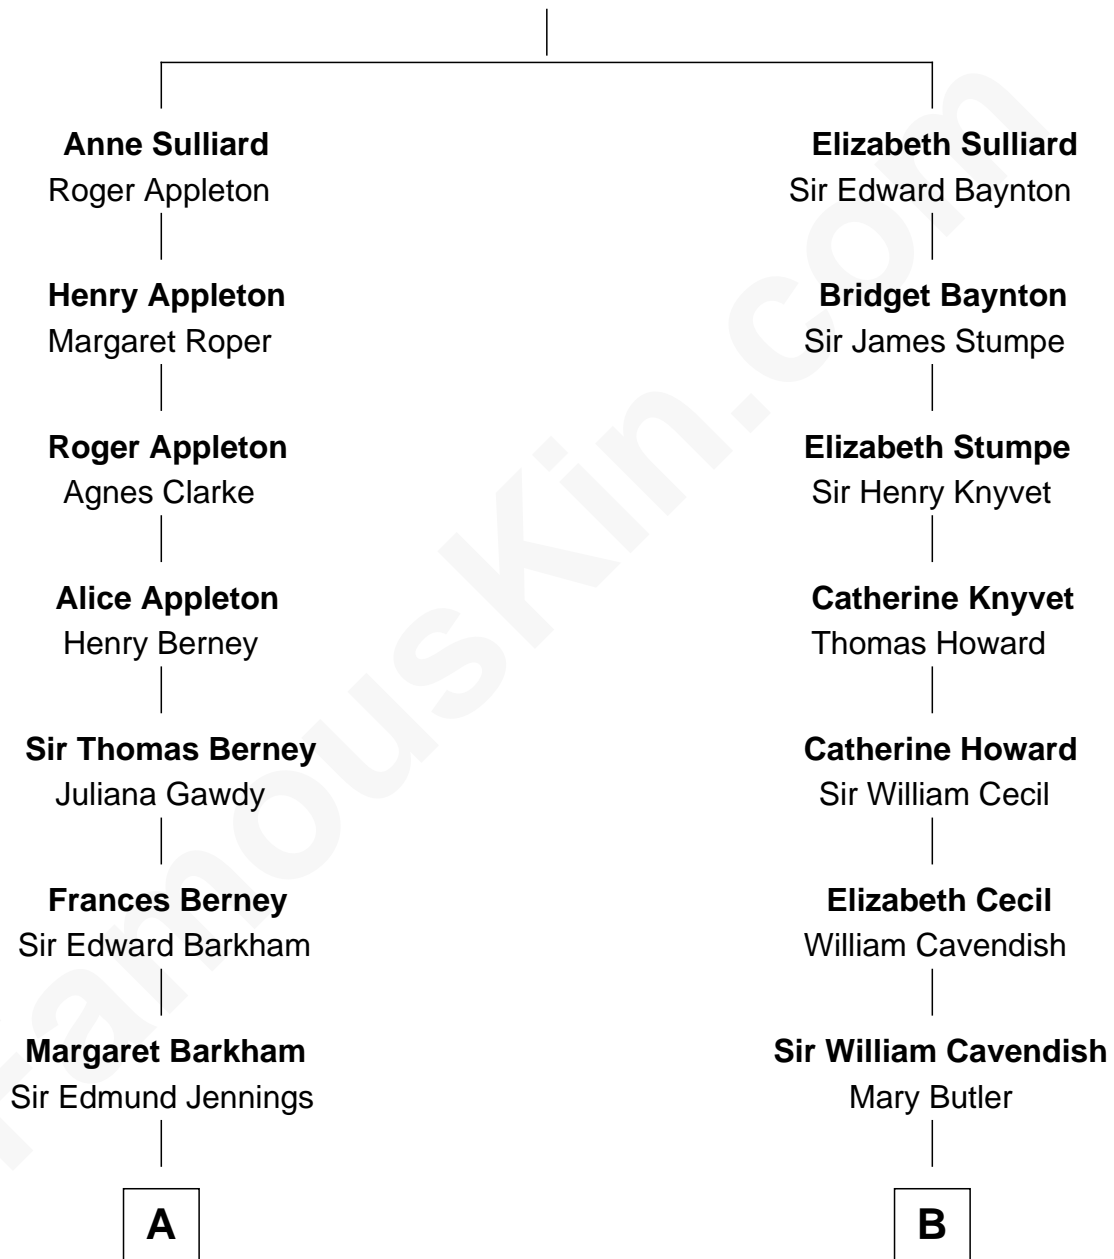 Anne Sulliard
Roger Appleton
Henry Appleton
Margaret Roper
Roger Appleton
Agnes Clarke
Alice Appleton
Henry Berney
Sir Thomas Berney
Juliana Gawdy
Frances Berney
Sir Edward Barkham
Margaret Barkham
Sir Edmund Jennings
A
Elizabeth Sulliard
Sir Edward Baynton
Bridget Baynton
Sir James Stumpe
Elizabeth Stumpe
Sir Henry Knyvet
Catherine Knyvet
Thomas Howard
Catherine Howard
Sir William Cecil
Elizabeth Cecil
William Cavendish
Sir William Cavendish
Mary Butler
B
FamousKin.com